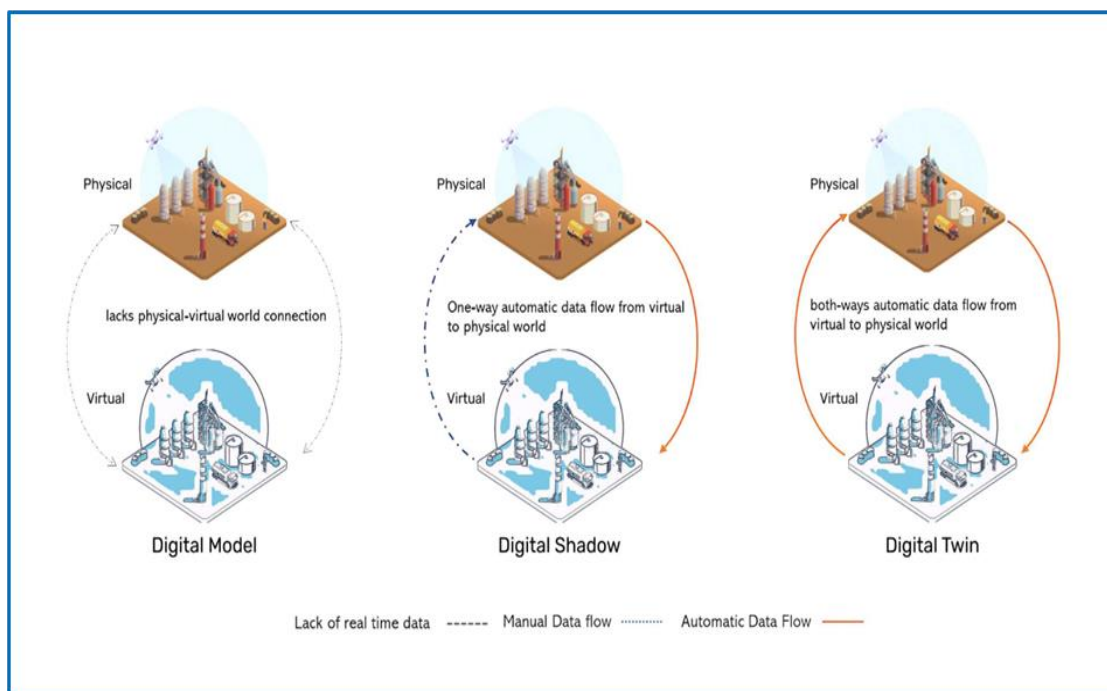 Physical
lacks physical-virtual world connection
Virtual
Digital Model
Physical
One-way automatic data flow from virtual
to physical world
Virtual
Digital Shadow
Physical
both-ways automatic data flow from
virtual to physical world
Virtual
Digital Twin
Lack of real time data
Manual Data flow
Automatic Data Flow